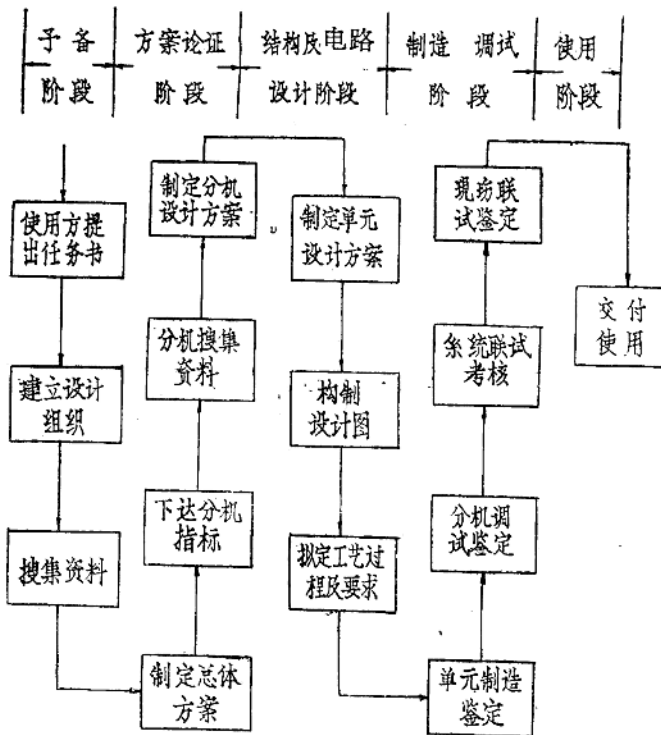 予备
阶段
方案论证
阶段
结构及电路
设计阶段
制造 调试
阶 段
使用
阶段
使用方提
出任务书
建立设计
组织
搜集资料
制定总体
方案
下达分机
指标
分机搜集
资料
制定分机
设计方案
制定单元
设计方案
构制
设计图
拟定工艺过
程及要求
单元制造
鉴定
分机调
试鉴定
系统联试
考核
现场联
试鉴定
交付
使用